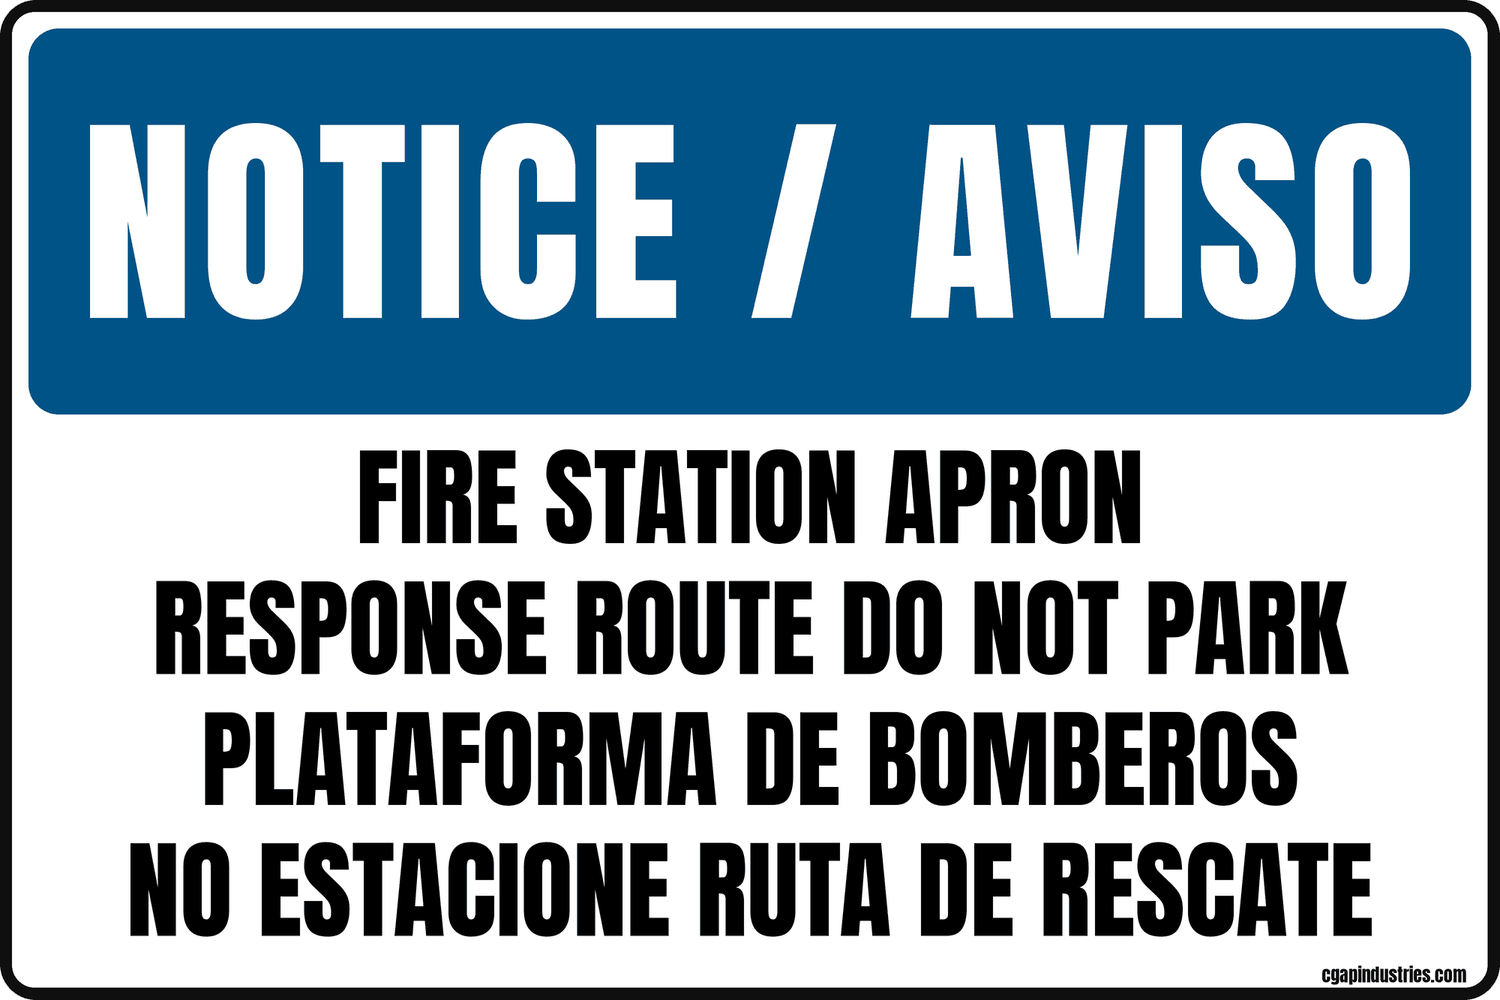 NOTICE / AVISO
FIRE STATION APRON
RESPONSE ROUTE DO NOT PARK
PLATAFORMA DE BOMBEROS
NO ESTACIONE RUTA DE RESCATE
cgapindustries.com